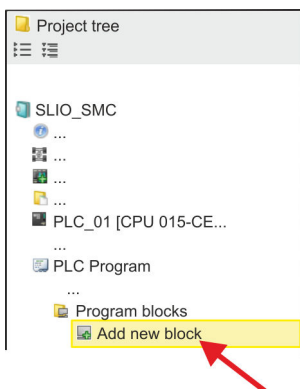 Project tree
SLIO_SMC
...
...
...
...
PLC_01 [CPU 015-CE...
...
PLC Program
...
Program blocks
Add new block